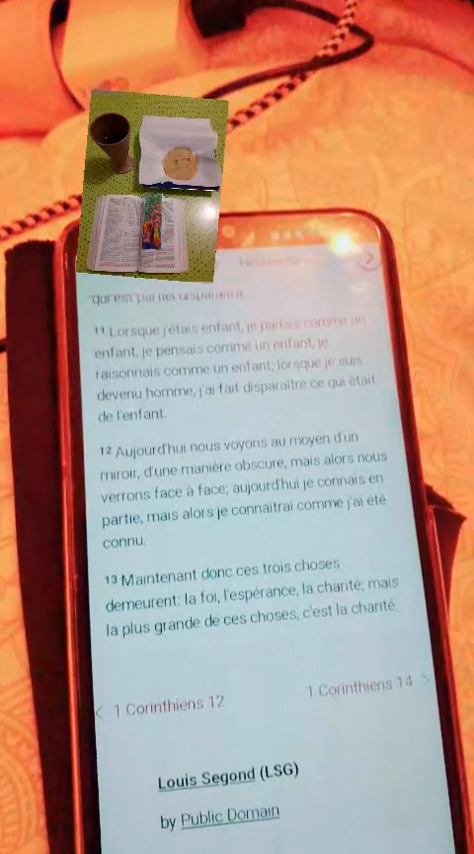 qui est partiel disparaîtra.
11 Lorsque j'étais enfant, je parlais comme un
enfant, je pensais comme un enfant, je
raisonnais comme un enfant; lorsque je suis
devenu homme, j'ai fait disparaître ce qui était
de l'enfant.
12 Aujourd'hui nous voyons au moyen d'un
miroir, d'une manière obscure, mais alors nous
verrons face à face; aujourd'hui je connais en
partie, mais alors je connaîtrai comme j'ai été
connu.
13 Maintenant donc ces trois choses
demeurent: la foi, l'espérance, la charité; mais
la plus grande de ces choses, c'est la charité.
1 Corinthiens 12
1 Corinthiens 14
Louis Segond (LSG)
by Public Domain